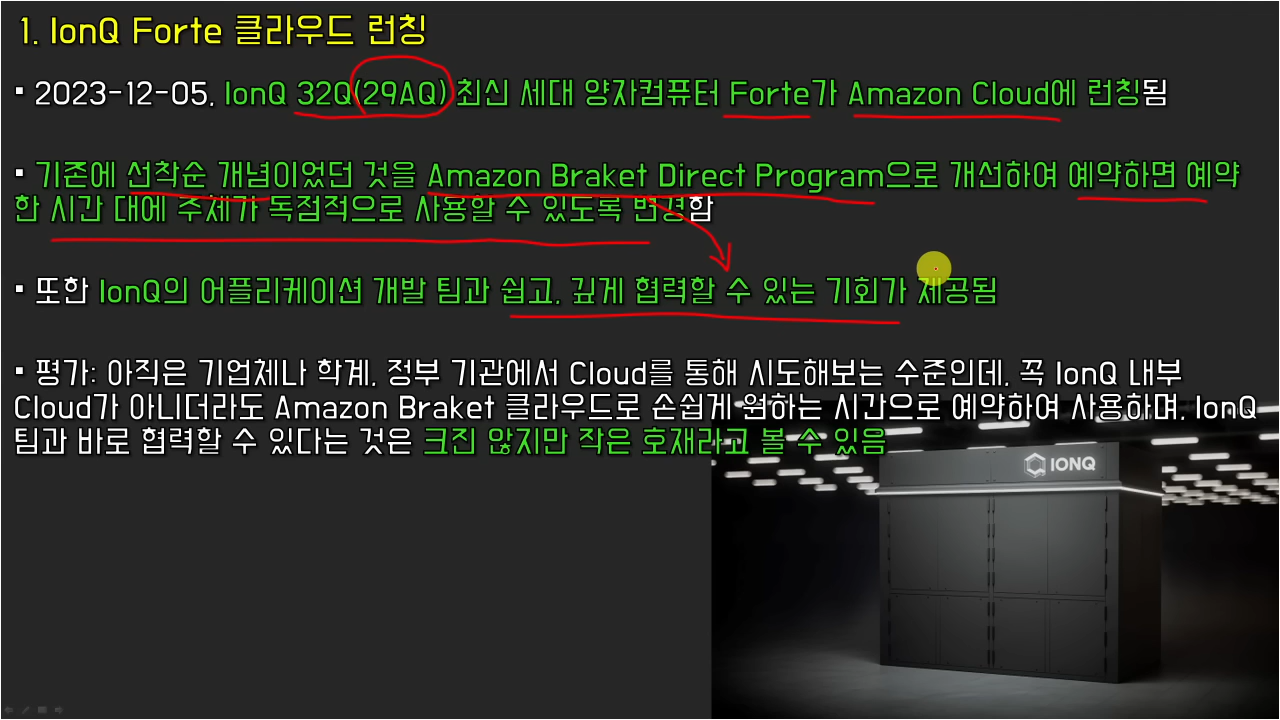 1. IonQ Forte 클라우드 런칭
▪ 2023-12-05, IonQ 32Q(29AQ) 최신 세대 양자컴퓨터 Forte가 Amazon Cloud에 런칭됨
▪ 기존에 선착순 개념이었던 것을 Amazon Braket Direct Program으로 개선하여 예약하면 예약
한 시간 대에 주체가 독점적으로 사용할 수 있도록 변경함
▪ 또한 IonQ의 어플리케이션 개발 팀과 쉽고, 깊게 협력할 수 있는 기회가 제공됨
▪ 평가: 아직은 기업체나 학계, 정부 기관에서 Cloud를 통해 시도해보는 수준인데, 꼭 IonQ 내부
Cloud가 아니더라도 Amazon Braket 클라우드로 손쉽게 원하는 시간으로 예약하여 사용하며, IonQ
팀과 바로 협력할 수 있다는 것은 크진 않지만 작은 호재라고 볼 수 있음
IONQ